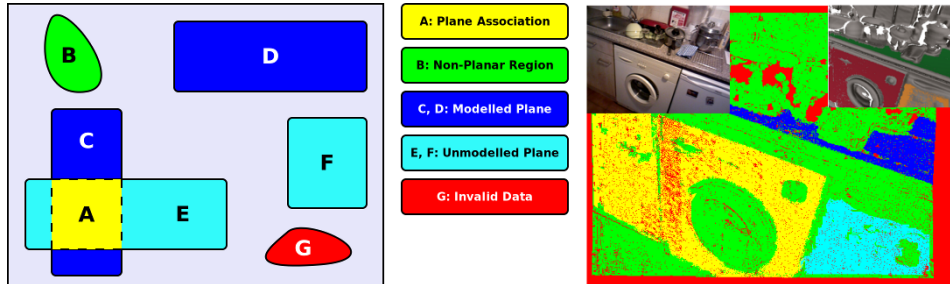 B
D
C
F
A
E
G
A: Plane Association
B: Non-Planar Region
C, D: Modelled Plane
E, F: Unmodelled Plane
G: Invalid Data